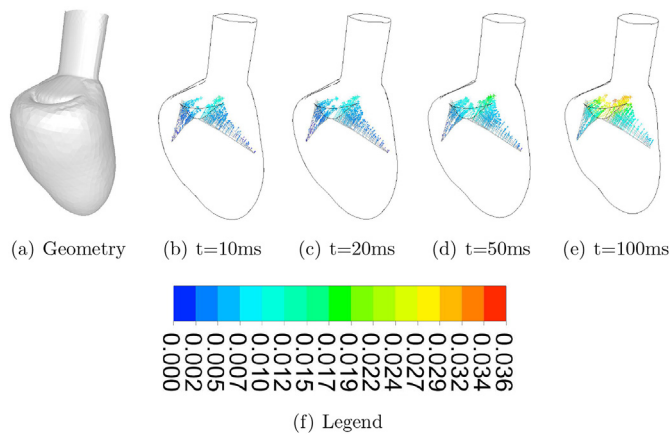 (a) Geometry
(b) t=10ms
(c) t=20ms
(d) t=50ms
(e) t=100ms
0.000
0.002
0.005
0.007
0.010
0.012
0.015
0.017
0.019
0.022
0.024
0.027
0.029
0.032
0.034
0.036
(f) Legend